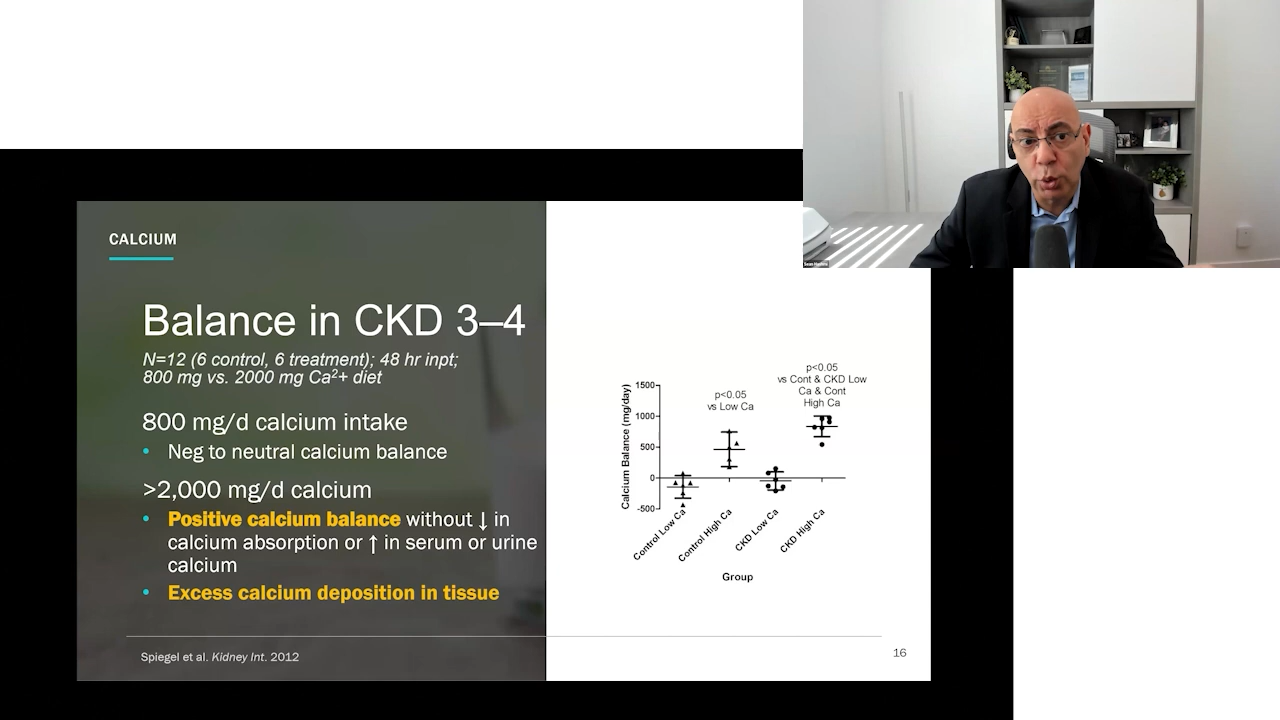 CALCIUM
Balance in CKD 3–4
N=12 (6 control, 6 treatment); 48 hr inpt;
800 mg vs. 2000 mg Ca²+ diet
800 mg/d calcium intake
• Neg to neutral calcium balance
>2,000 mg/d calcium
• Positive calcium balance without ↓ in
calcium absorption or ↑ in serum or urine
calcium
• Excess calcium deposition in tissue
Spiegel et al. Kidney Int. 2012
p<0.05
vs Low Ca
p<0.05
vs Cont & CKD Low
Ca & Cont
High Ca
Calcium Balance (mg/day)
1500
1000
500
0
-500
Control Low Ca
Control High Ca
CKD Low Ca
CKD High Ca
Group
16